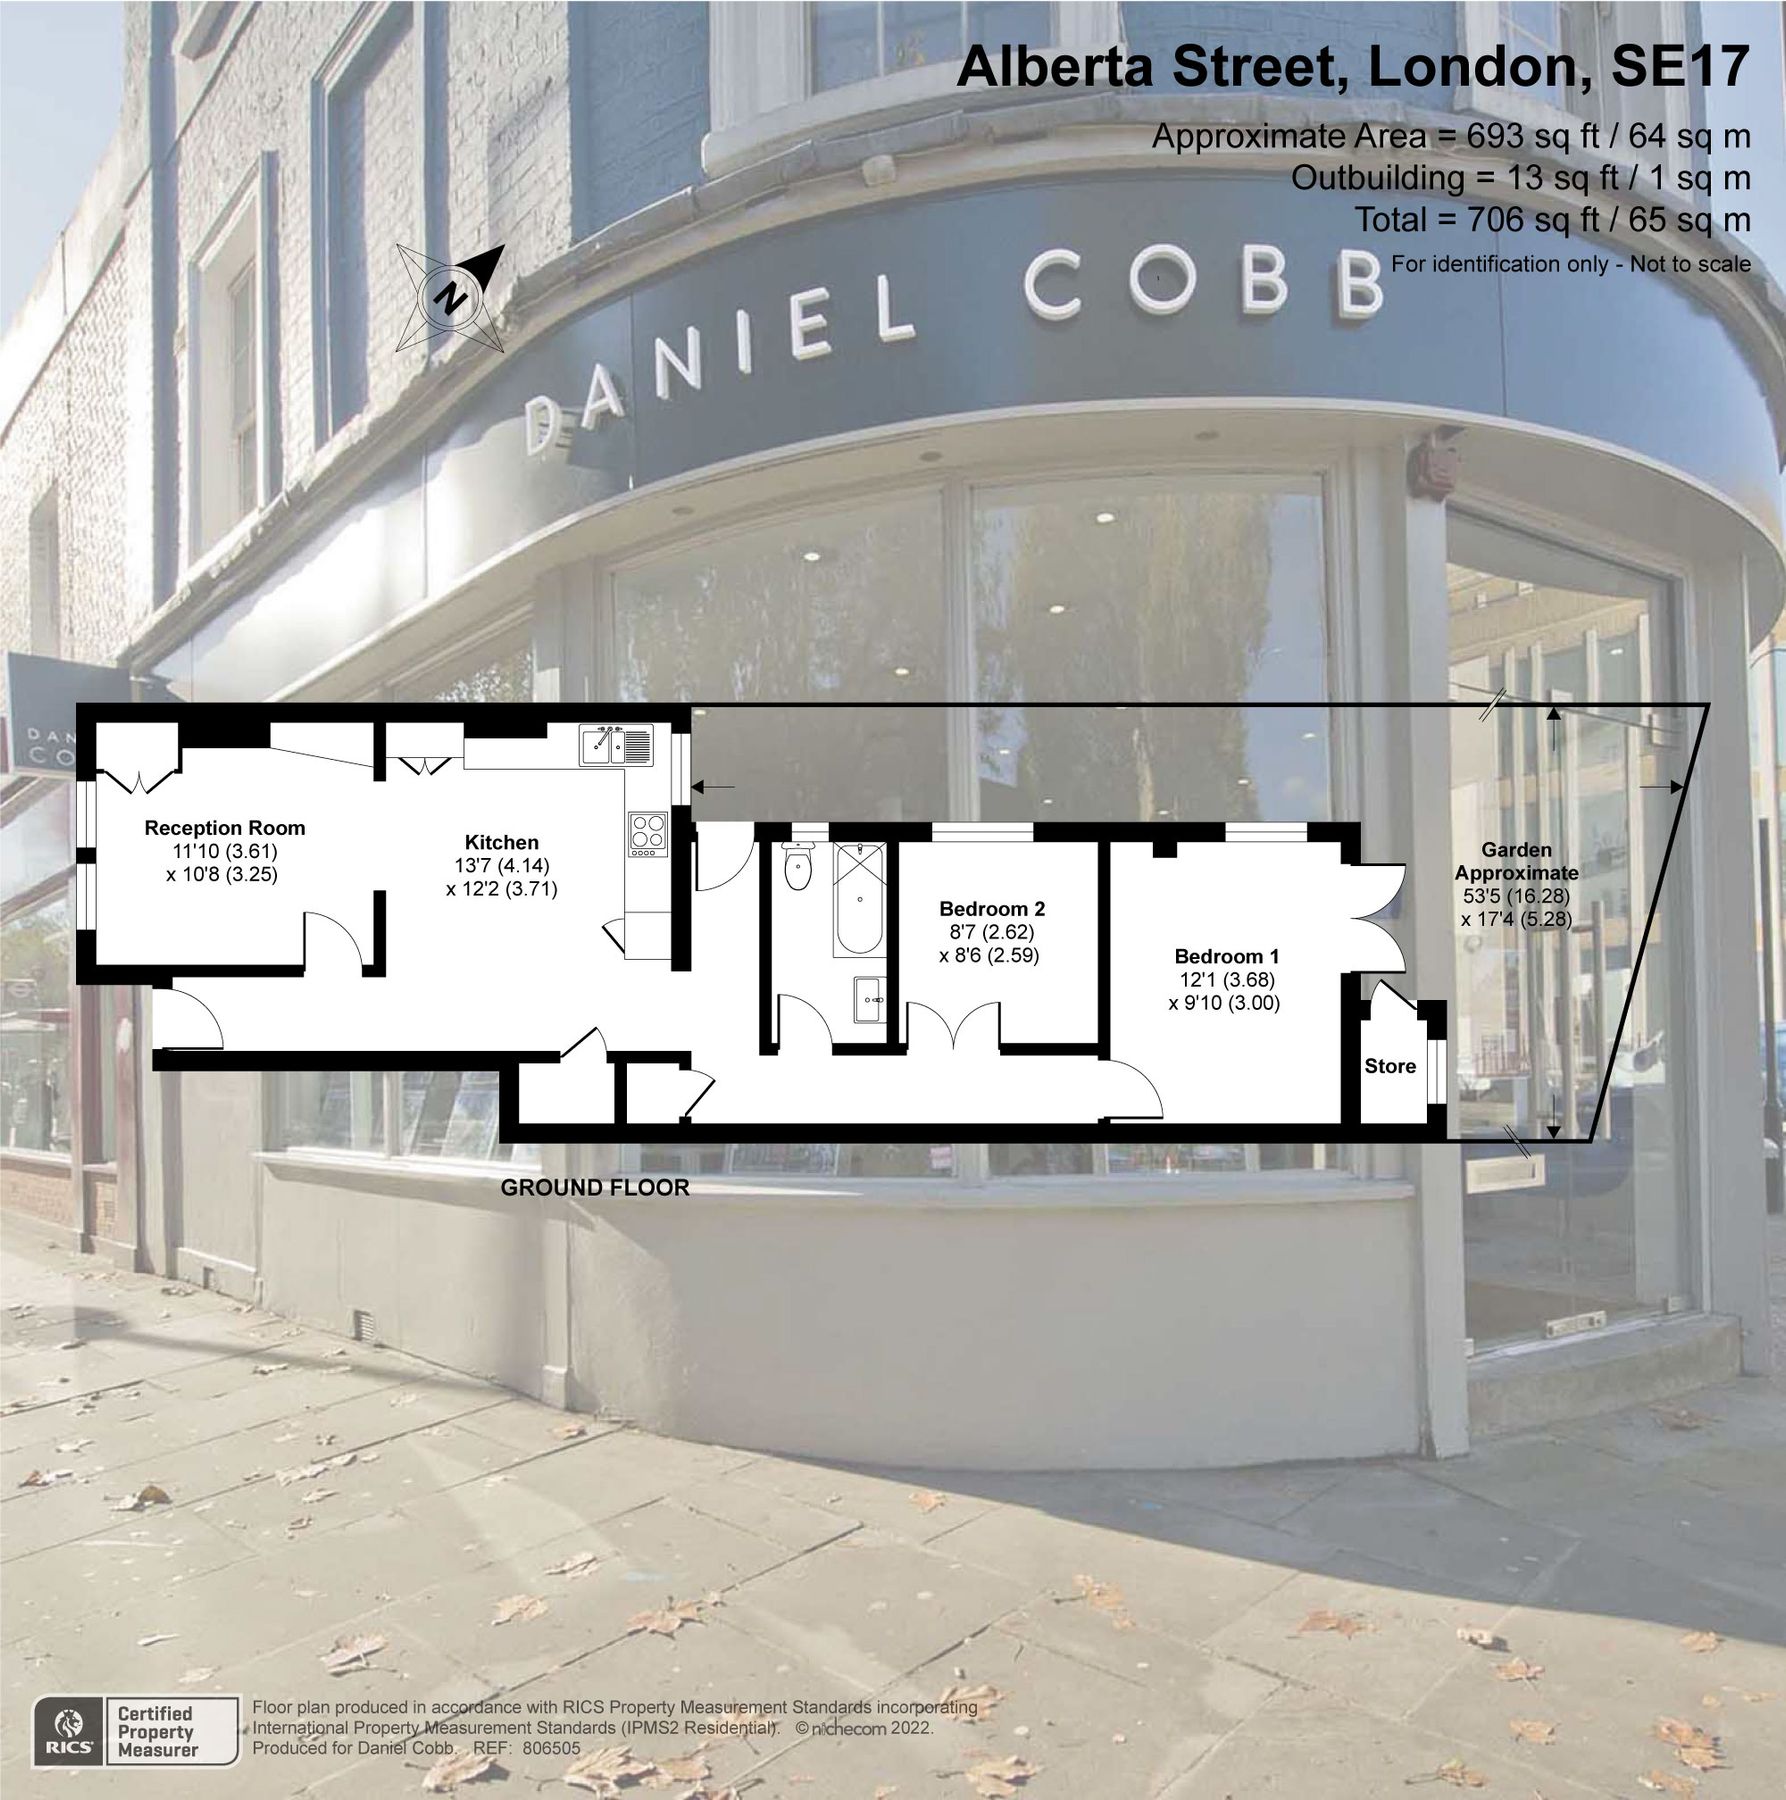 Alberta Street, London, SE17
Approximate Area = 693 sq ft / 64 sq m
Outbuilding = 13 sq ft / 1 sq m
Total = 706 sq ft / 65 sq m
For identification only - Not to scale
N
DANIEL COBB
DAN
CO
Reception Room
11'10 (3.61)
x 10'8 (3.25)
Kitchen
13'7 (4.14)
x 12'2 (3.71)
Bedroom 2
8'7 (2.62)
x 8'6 (2.59)
Bedroom 1
12'1 (3.68)
x 9'10 (3.00)
Garden
Approximate
53'5 (16.28)
x 17'4 (5.28)
Store
GROUND FLOOR
RICS
Certified
Property
Measurer
Floor plan produced in accordance with RICS Property Measurement Standards incorporating
International Property Measurement Standards (IPMS2 Residential). © nichecom 2022.
Produced for Daniel Cobb. REF: 806505